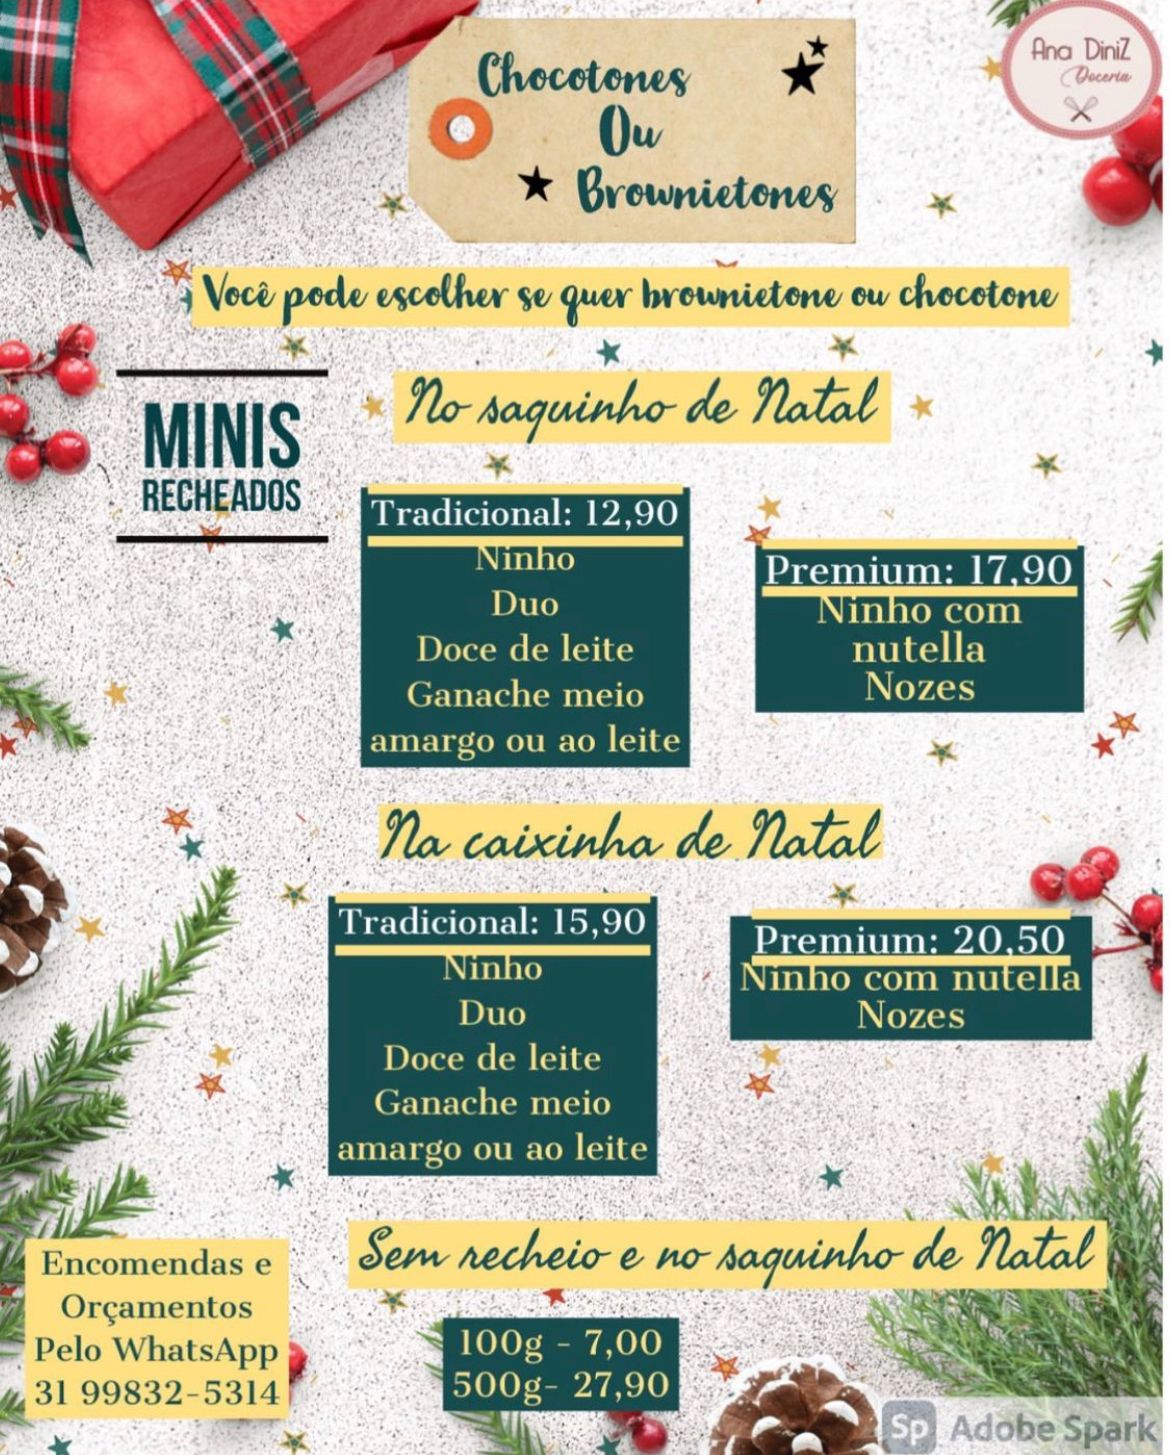 Chocotones
Ou
Brownietones
Ana DiniZ
Doceria
Você pode escolher se quer brownietone ou chocotone
MINIS
RECHEADOS
No saquinho de Natal
Tradicional: 12,90
Ninho
Duo
Doce de leite
Ganache meio
amargo ou ao leite
Premium: 17,90
Ninho com
nutella
Nozes
Na caixinha de Natal
Tradicional: 15,90
Ninho
Duo
Doce de leite
Ganache meio
amargo ou ao leite
Premium: 20,50
Ninho com nutella
Nozes
Sem recheio e no saquinho de Natal
100g - 7,00
500g- 27,90
Encomendas e
Orçamentos
Pelo WhatsApp
31 99832-5314
Sp Adobe Spark